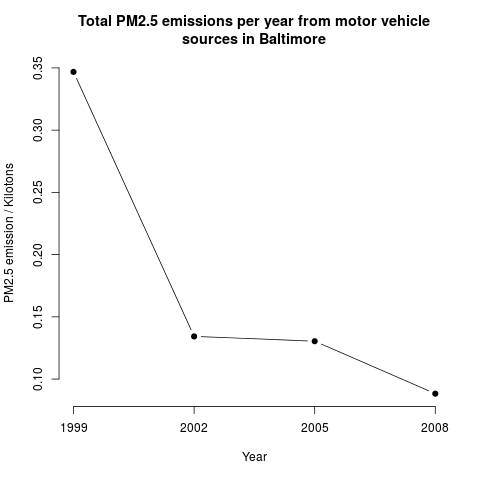 Total PM2.5 emissions per year from motor vehicle
sources in Baltimore
PM2.5 emission / Kilotons
0.35
0.30
0.25
0.20
0.15
0.10
1999 2002 2005 2008
Year